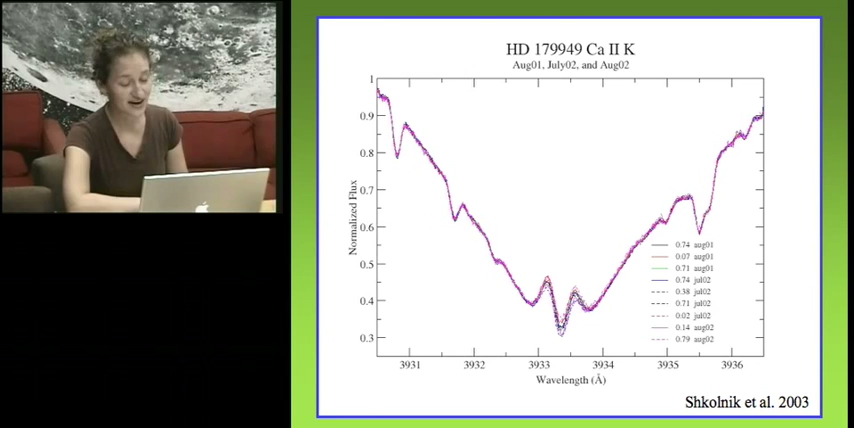 HD 179949 Ca II K
Aug01, July02, and Aug02
1
0.9
0.8
0.7
0.6
0.5
0.4
0.3
Normalized Flux
0.74 aug01
0.07 aug01
0.71 aug01
0.74 jul02
0.38 jul02
0.71 jul02
0.02 jul02
0.14 aug02
0.79 aug02
3931 3932 3933 3934 3935 3936
Wavelength (Å)
Shkolnik et al. 2003